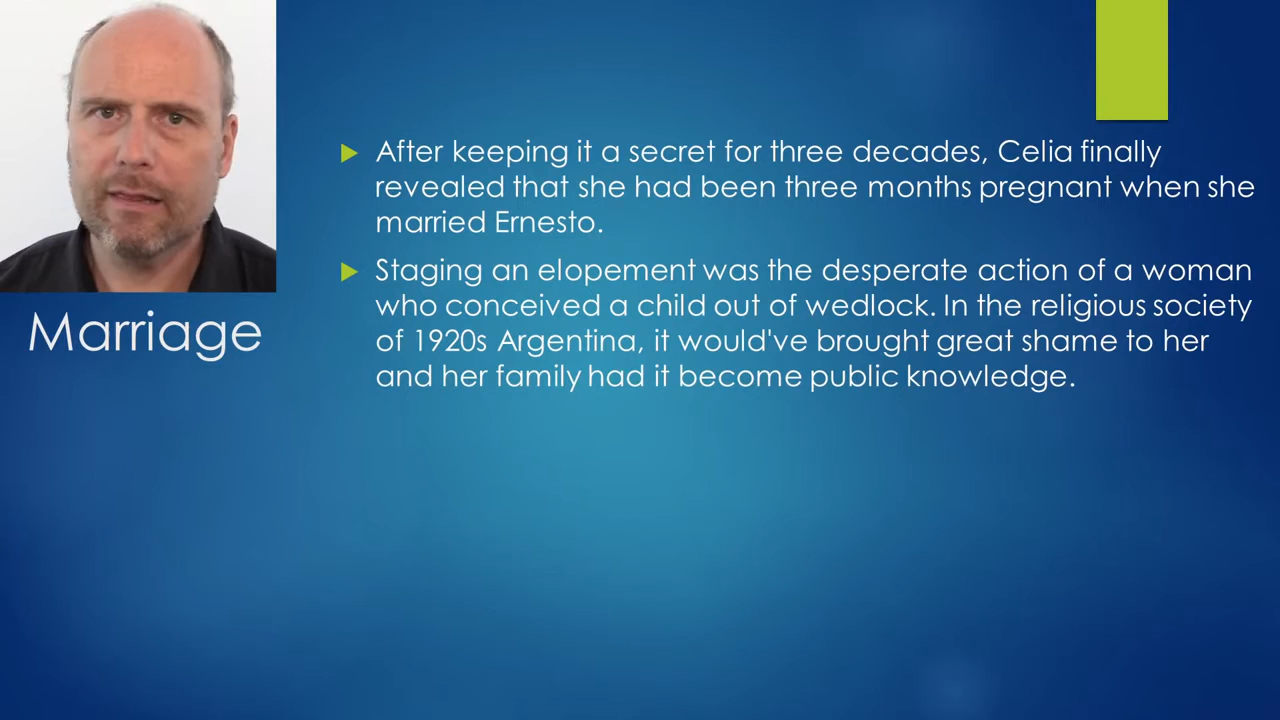 Marriage
After keeping it a secret for three decades, Celia finally
revealed that she had been three months pregnant when she
married Ernesto.
Staging an elopement was the desperate action of a woman
who conceived a child out of wedlock. In the religious society
of 1920s Argentina, it would've brought great shame to her
and her family had it become public knowledge.